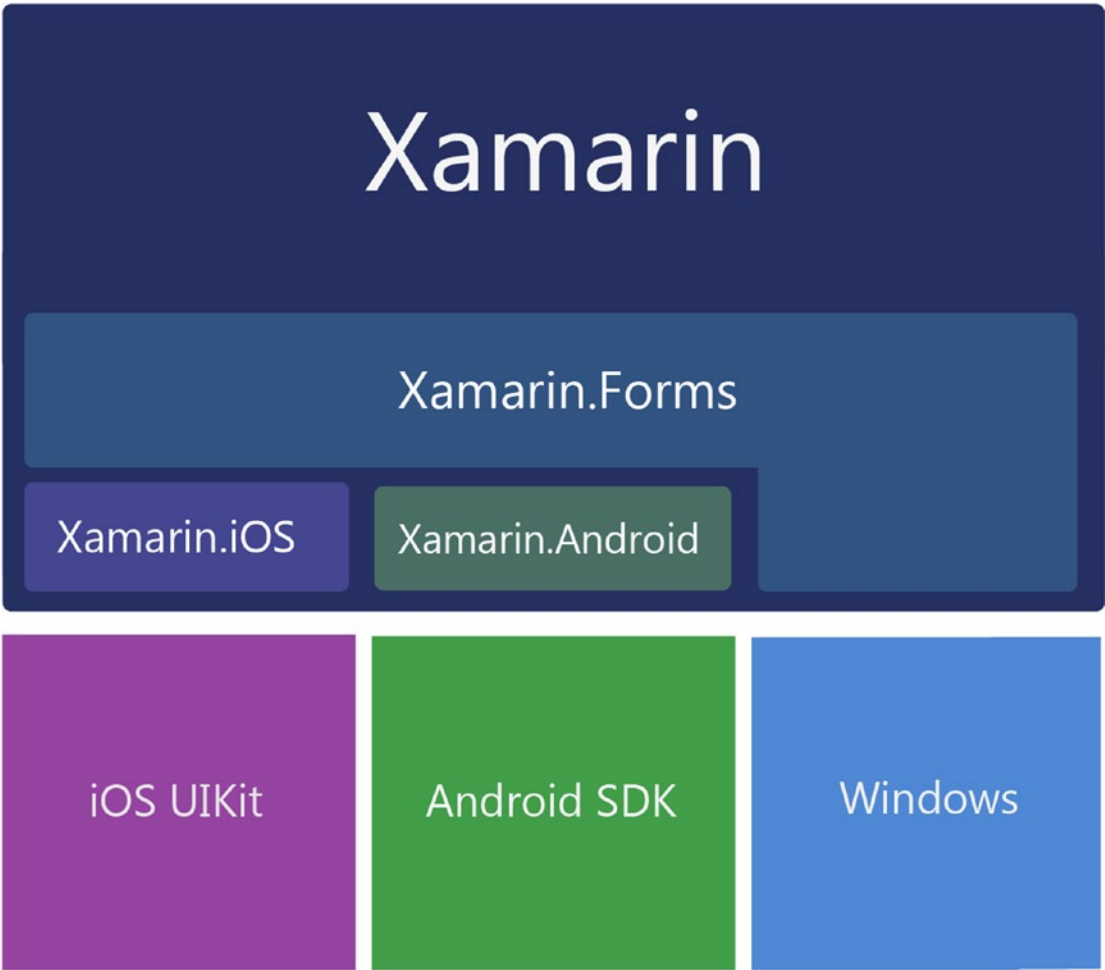 Xamarin
Xamarin.Forms
Xamarin.iOS
Xamarin.Android
iOS UIKit
Android SDK
Windows